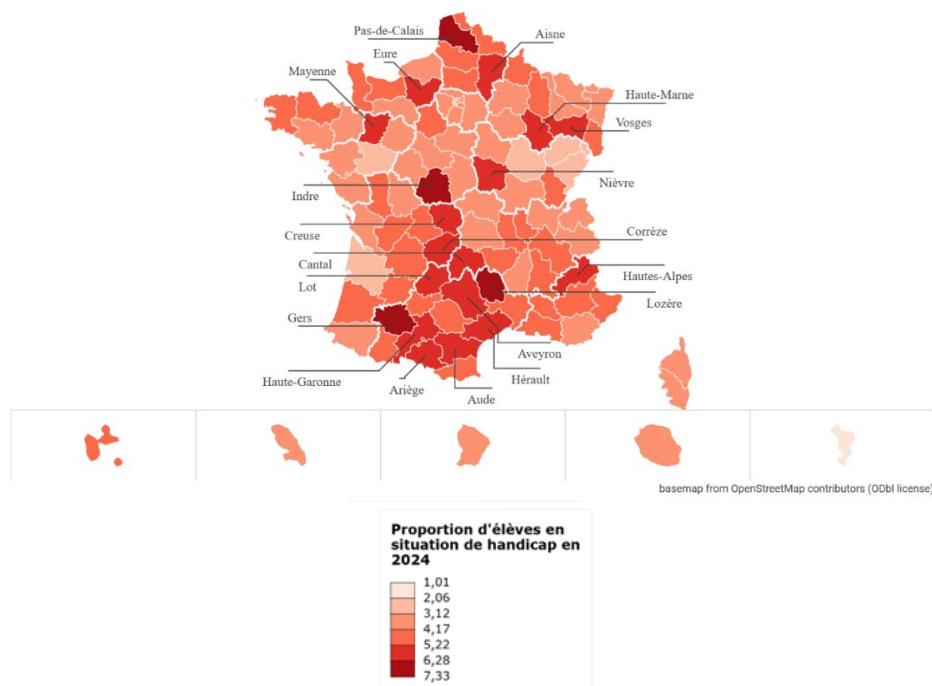 Pas-de-Calais
Aisne
Eure
Mayenne
Haute-Marne
Vosges
Indre
Nièvre
Creuse
Corrèze
Cantal
Hautes-Alpes
Lot
Lozère
Gers
Aveyron
Haute-Garonne
Hérault
Ariège
Aude
basemap from OpenStreetMap contributors (ODbl license)
Proportion d'élèves en
situation de handicap en
2024
1,01
2,06
3,12
4,17
5,22
6,28
7,33